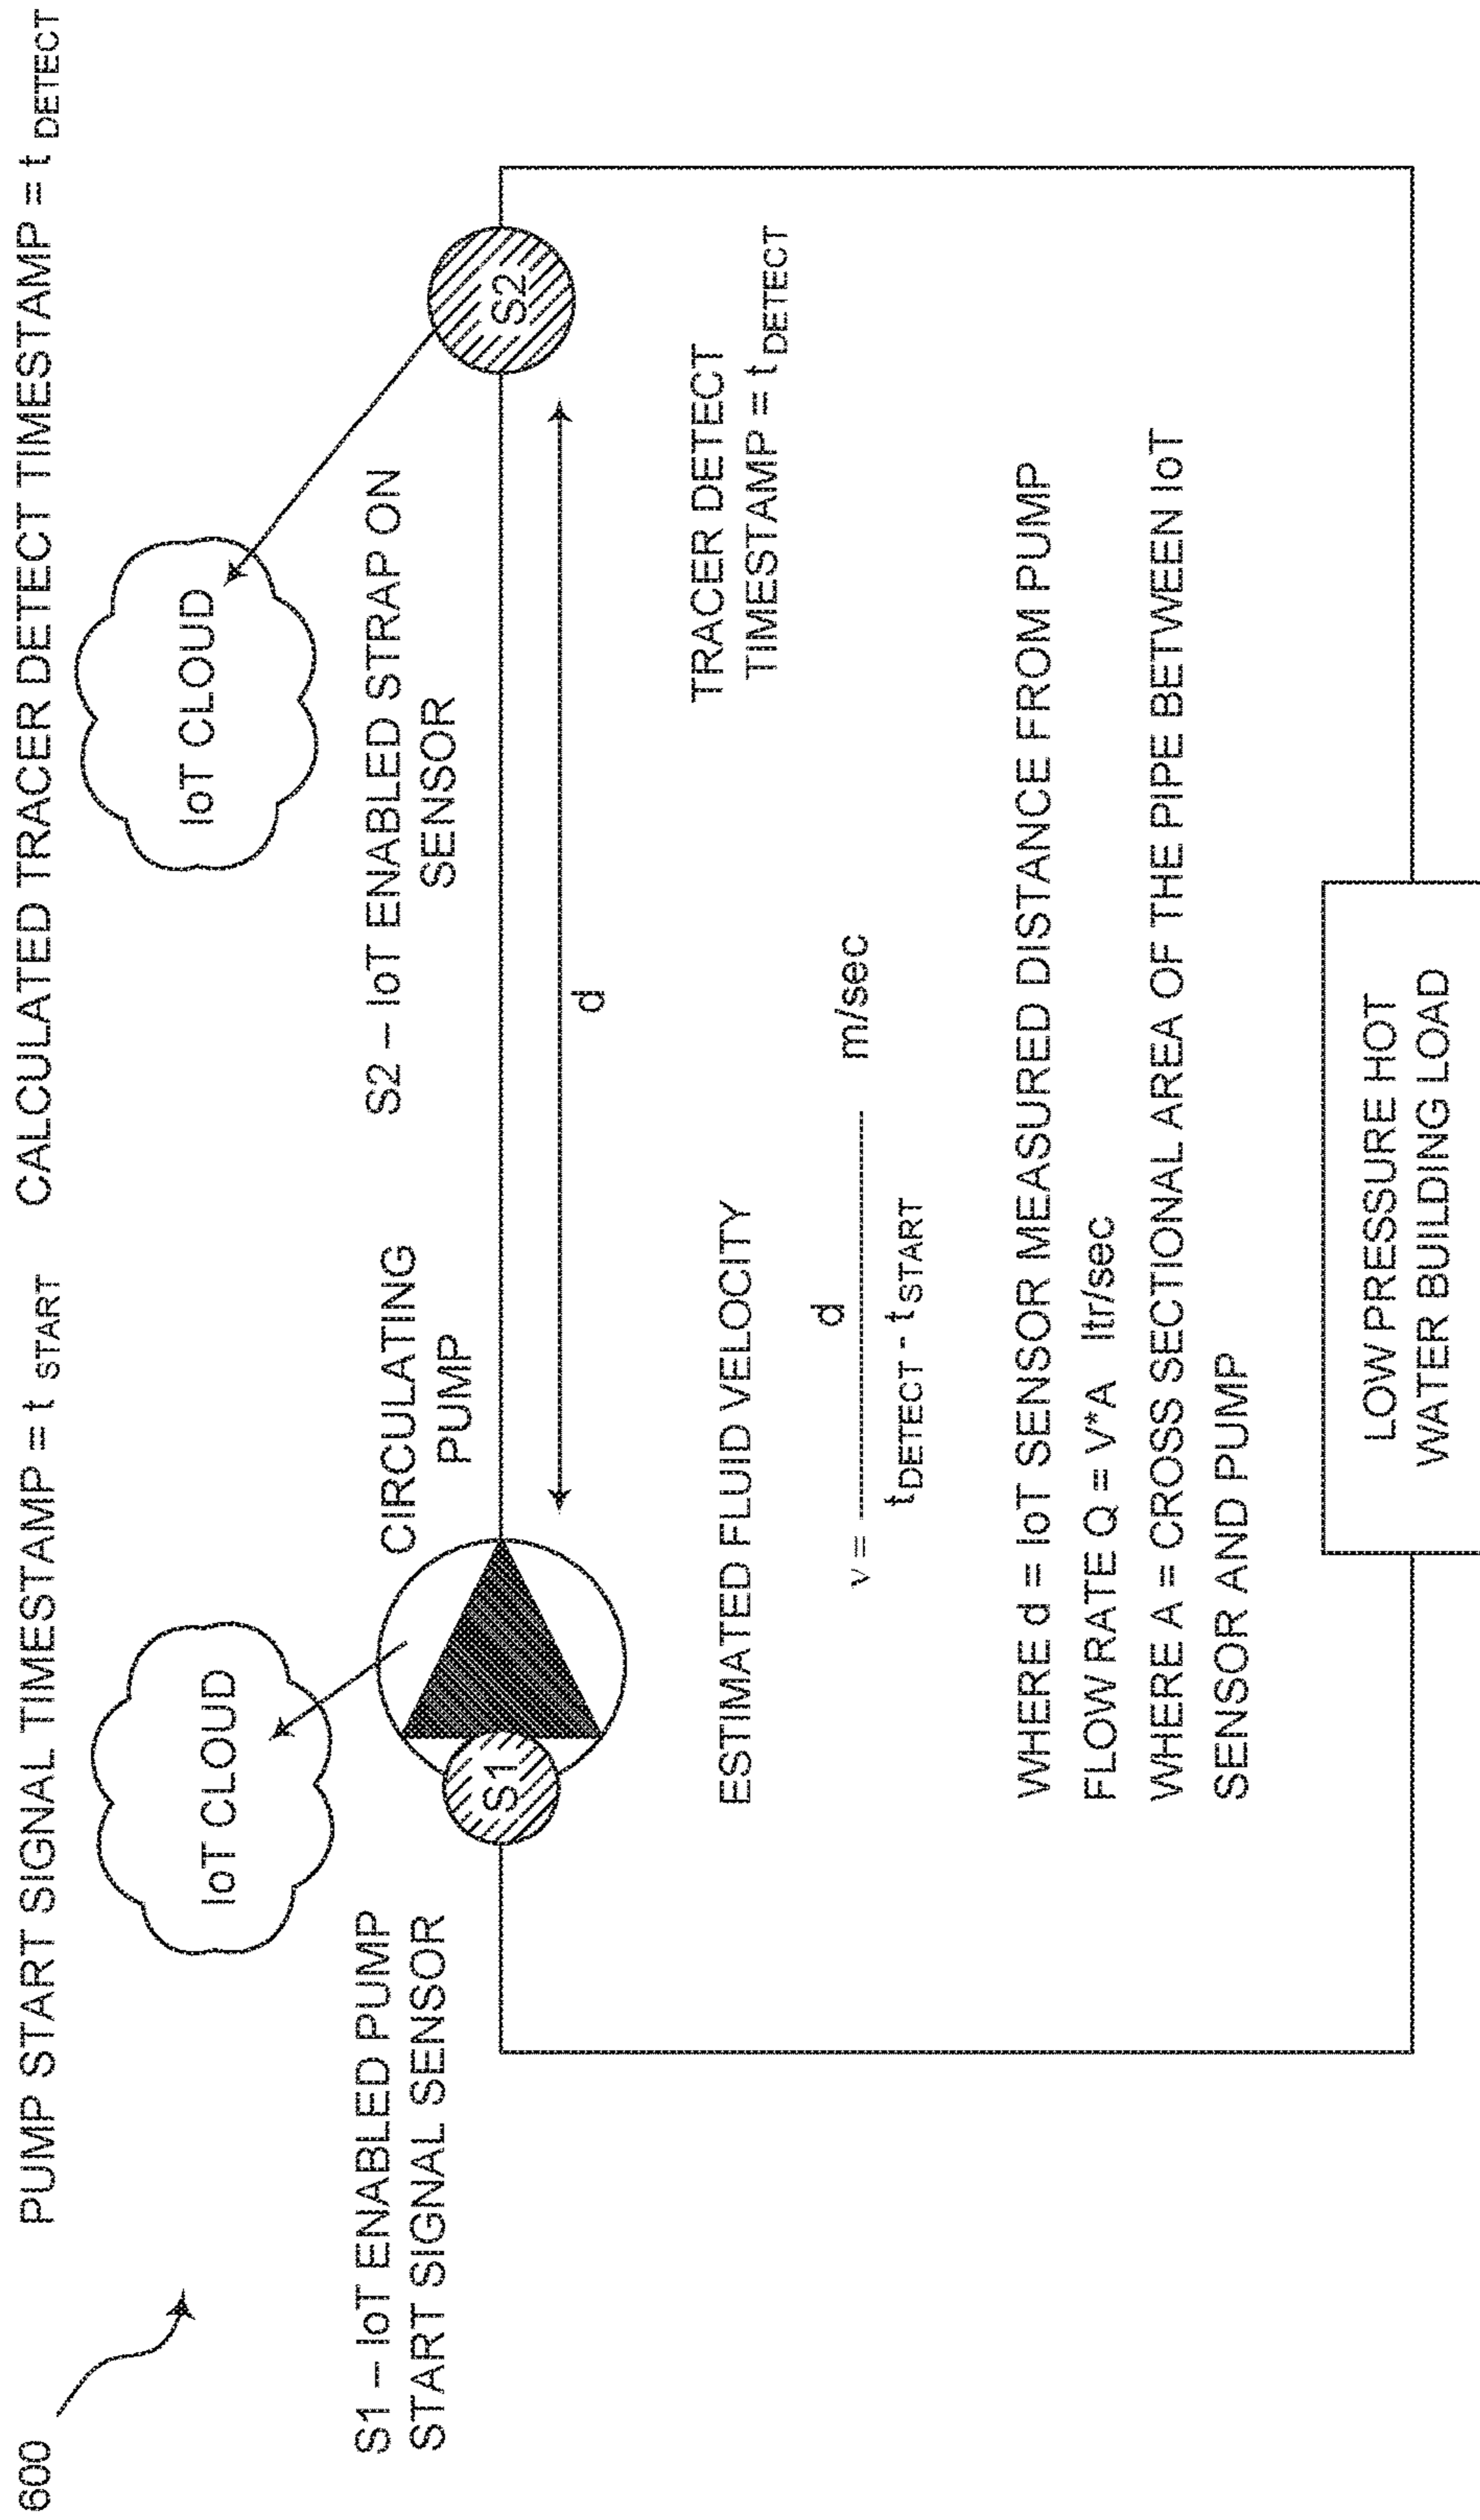 600
PUMP START SIGNAL TIMESTAMP = t START
CALCULATED TRACER DETECT TIMESTAMP = t DETECT
IoT CLOUD
IoT CLOUD
S1 – IoT ENABLED PUMP
START SIGNAL SENSOR
CIRCULATING
PUMP
S2 – IoT ENABLED STRAP ON
SENSOR
S1
S2
d
TRACER DETECT
TIMESTAMP = t DETECT
ESTIMATED FLUID VELOCITY
d
v = m/sec
tDETECT - tSTART
WHERE d = IoT SENSOR MEASURED DISTANCE FROM PUMP
FLOW RATE Q = V*A ltr/sec
WHERE A = CROSS SECTIONAL AREA OF THE PIPE BETWEEN IoT
SENSOR AND PUMP
LOW PRESSURE HOT
WATER BUILDING LOAD